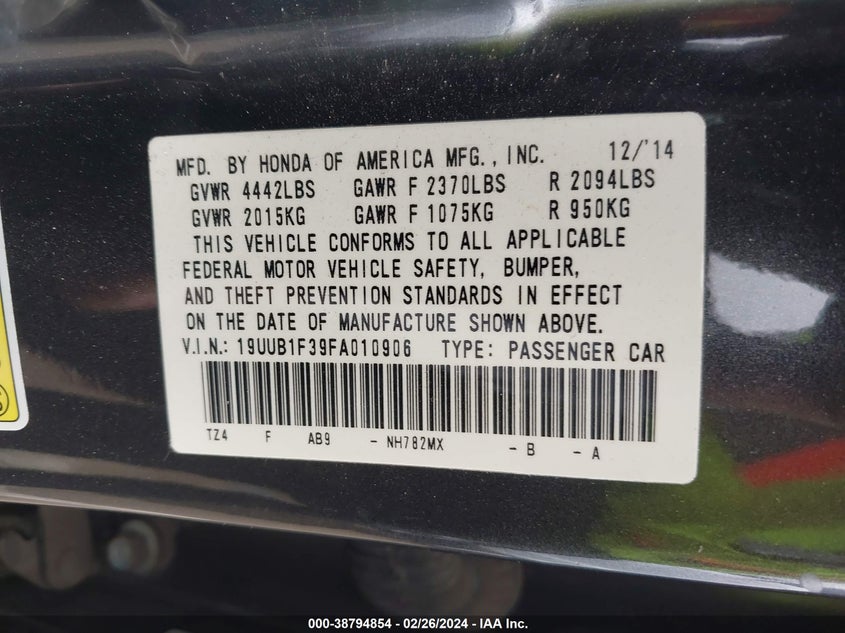 MFD. BY HONDA OF AMERICA MFG., INC. 12/'14
GVWR 4442LBS GAWR F 2370LBS R 2094LBS
GVWR 2015KG GAWR F 1075KG R 950KG
THIS VEHICLE CONFORMS TO ALL APPLICABLE
FEDERAL MOTOR VEHICLE SAFETY, BUMPER,
AND THEFT PREVENTION STANDARDS IN EFFECT
ON THE DATE OF MANUFACTURE SHOWN ABOVE.
V.I.N.: 19UUB1F39FA010906 TYPE: PASSENGER CAR
TZ4 F AB9 - NH782MX - B - A
000-38794854 - 02/26/2024 - IAA Inc.